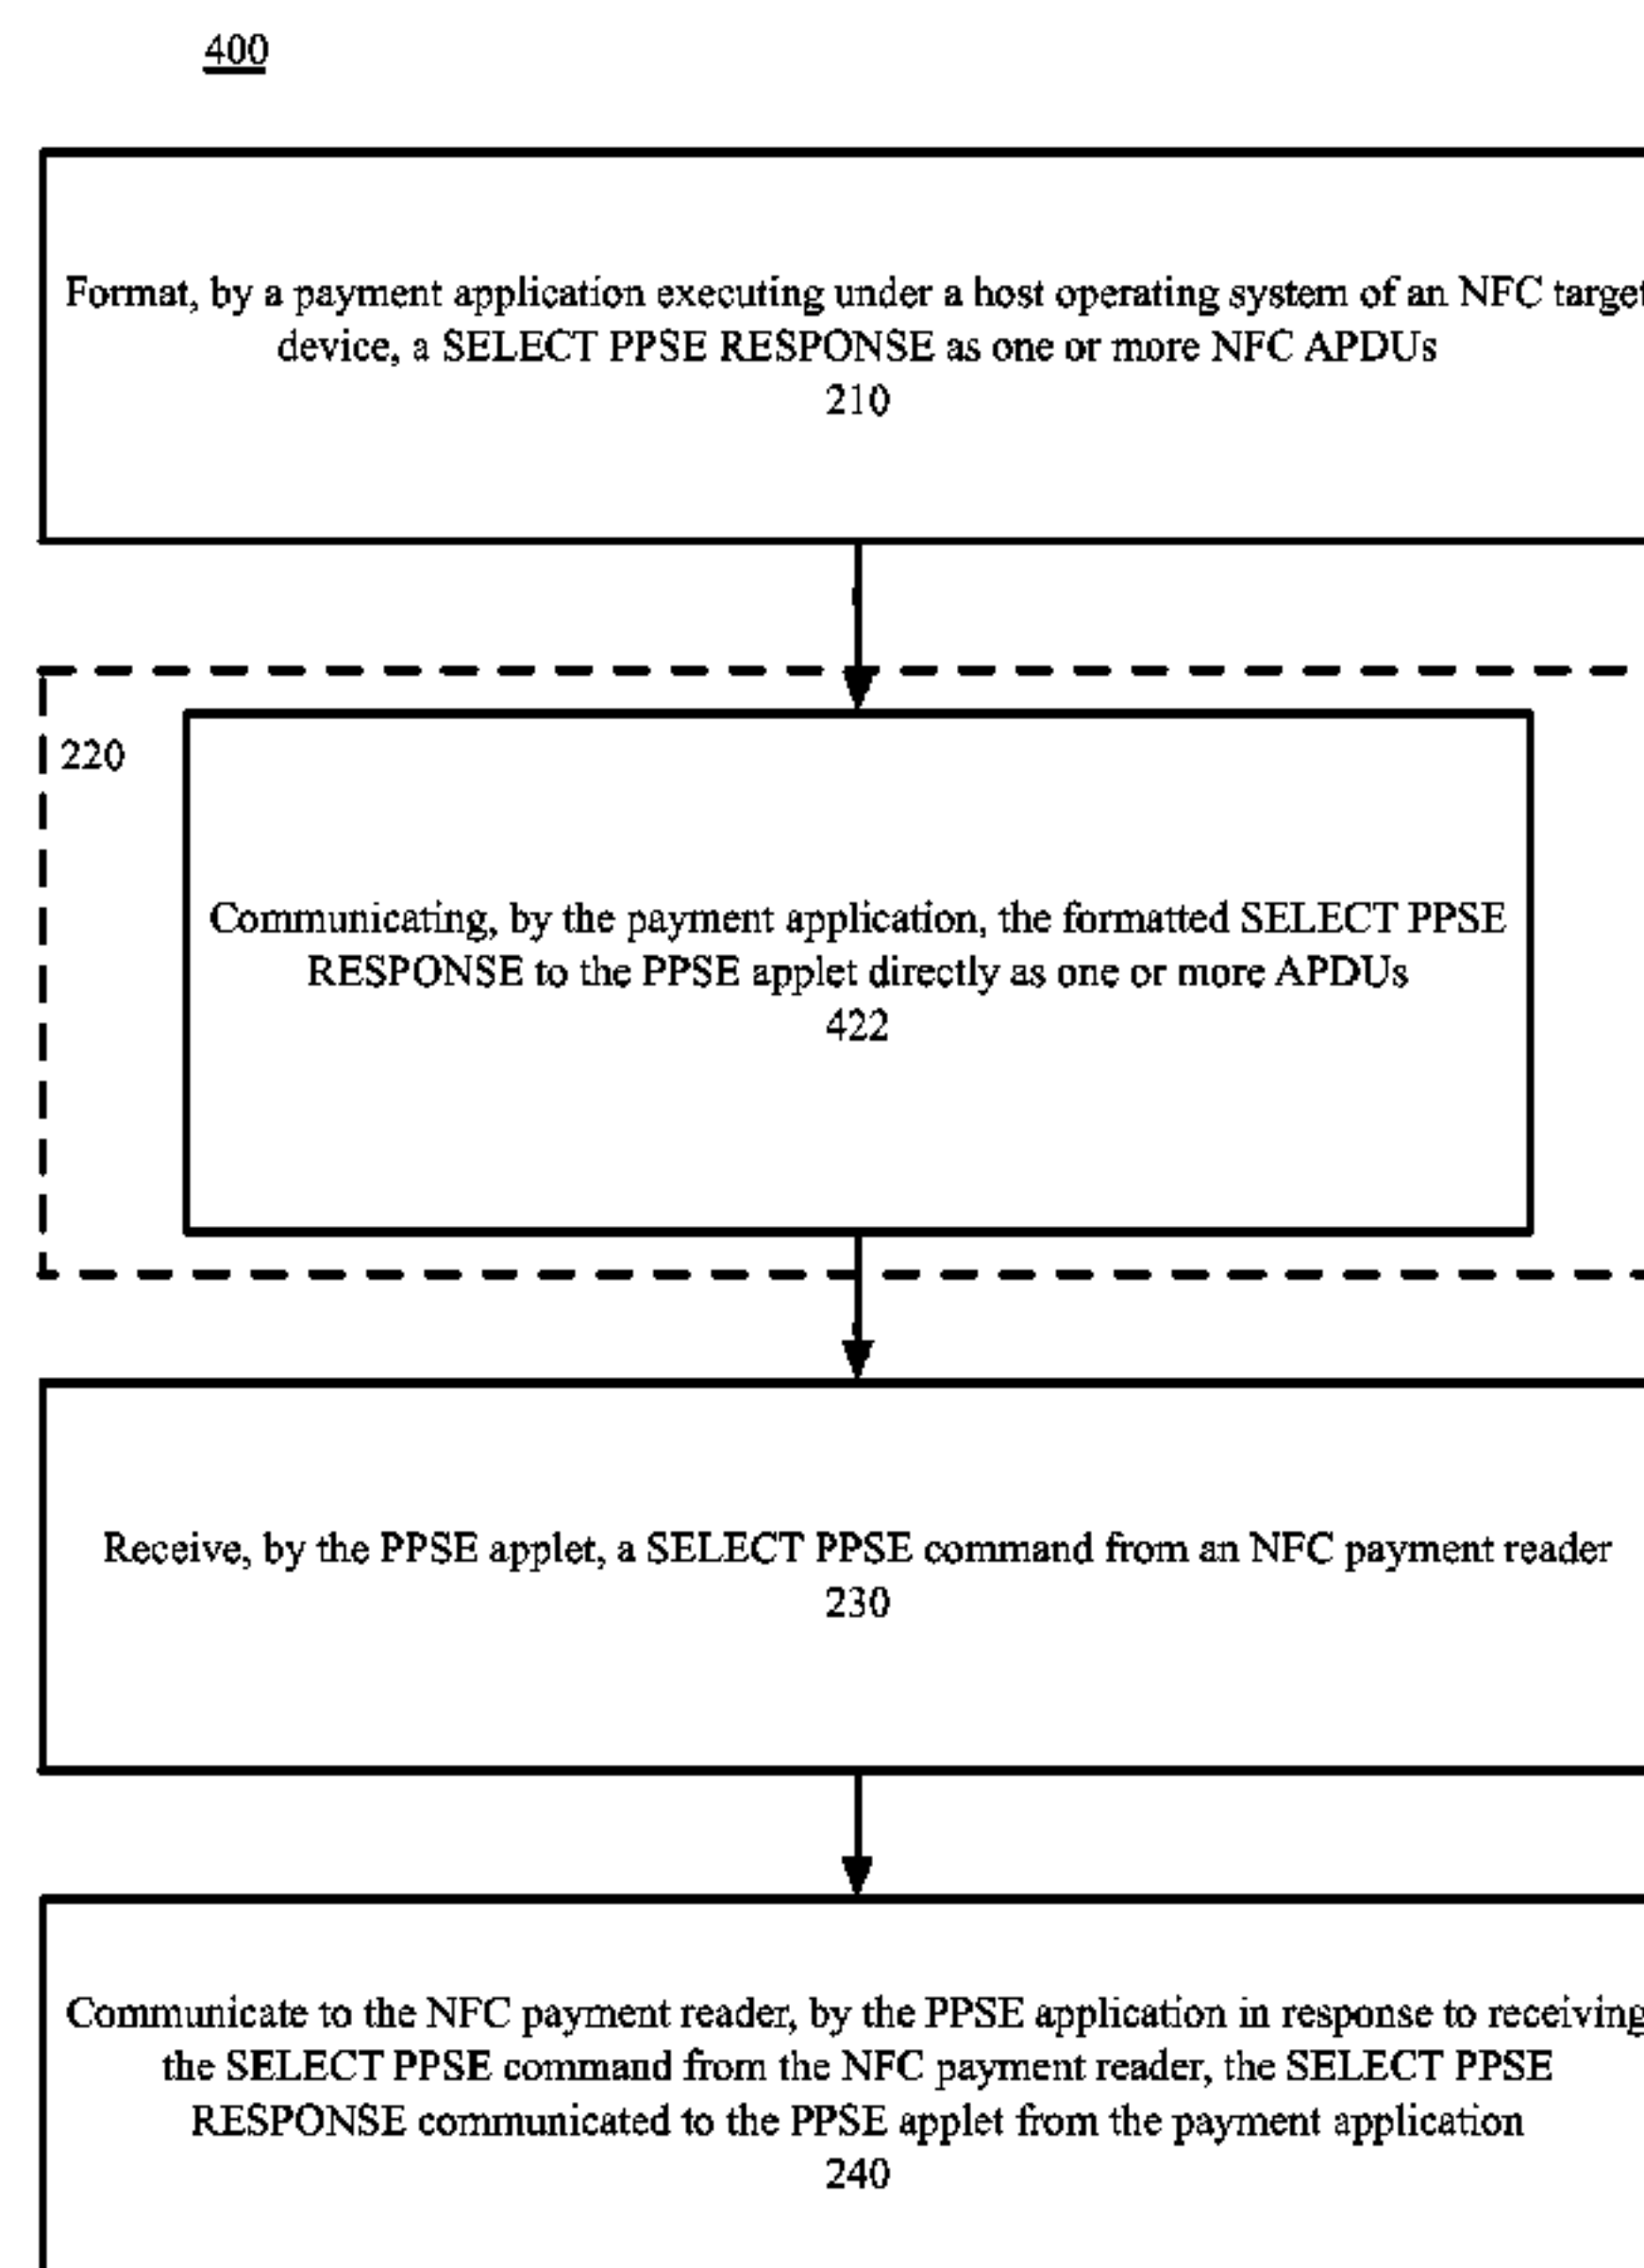 400
Format, by a payment application executing under a host operating system of an NFC target
device, a SELECT PPSE RESPONSE as one or more NFC APDUs
210
220
Communicating, by the payment application, the formatted SELECT PPSE
RESPONSE to the PPSE applet directly as one or more APDUs
422
Receive, by the PPSE applet, a SELECT PPSE command from an NFC payment reader
230
Communicate to the NFC payment reader, by the PPSE application in response to receiving
the SELECT PPSE command from the NFC payment reader, the SELECT PPSE
RESPONSE communicated to the PPSE applet from the payment application
240